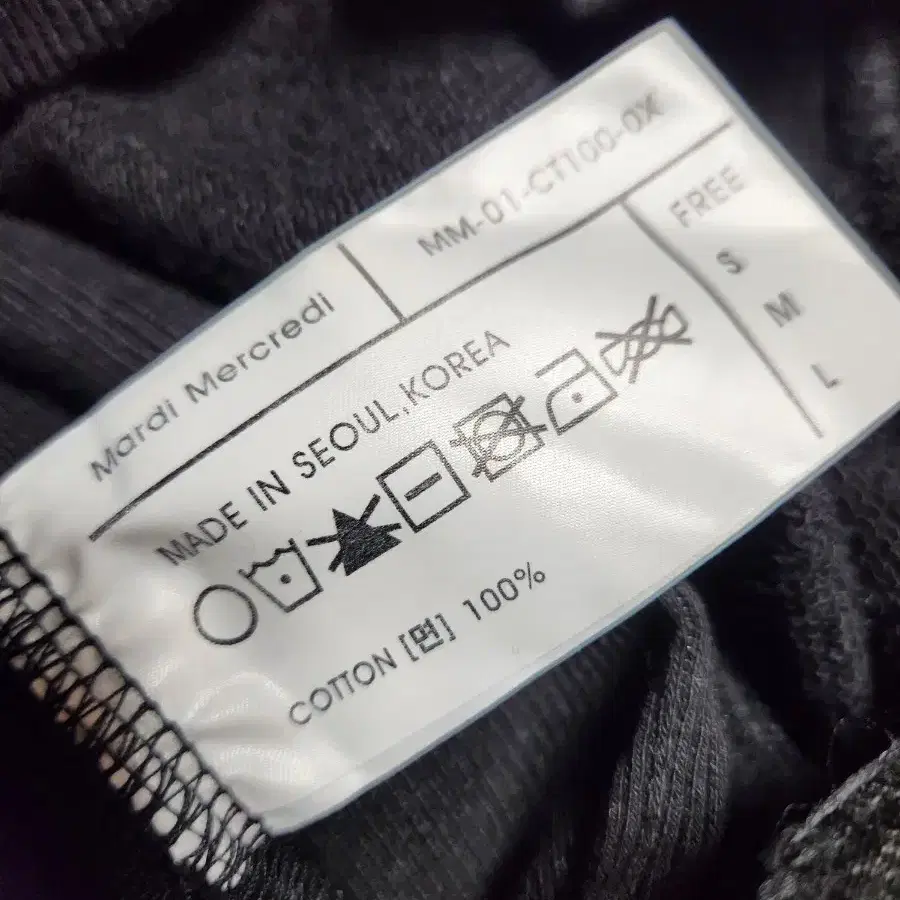 Mardi Mercredi
MM-01-CT100-0X
FREE
S
M
L
MADE IN SEOUL,KOREA
COTTON [면] 100%